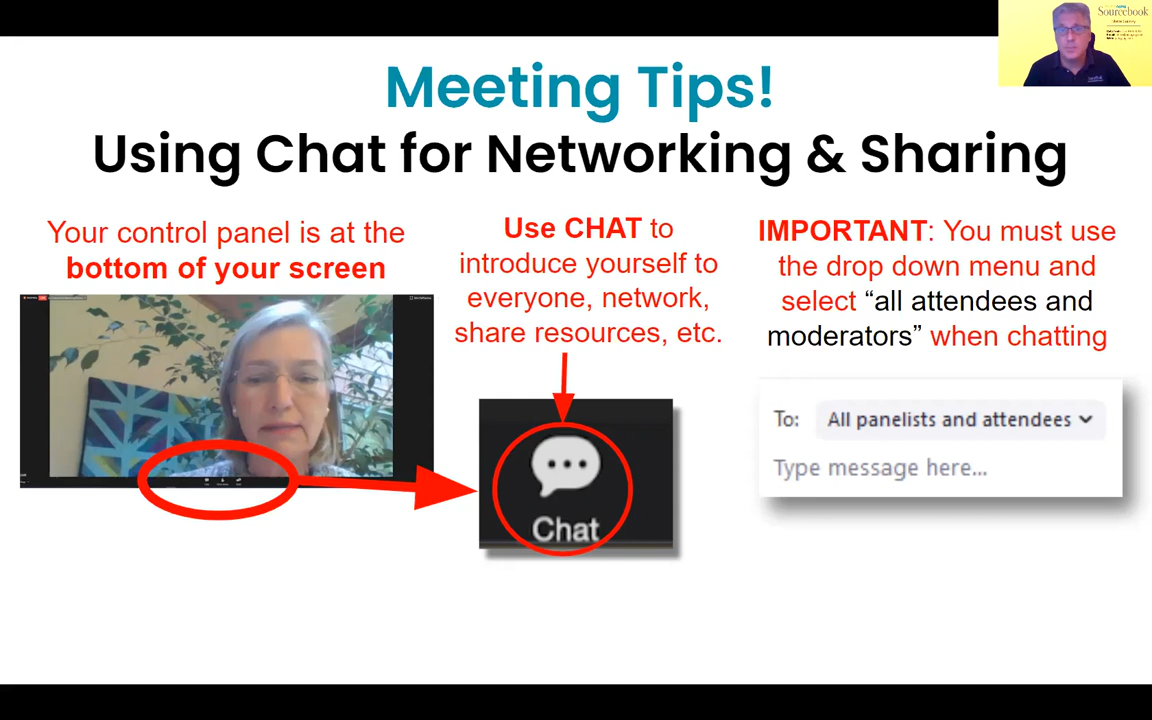 Sourcebook
Meeting Tips!
Using Chat for Networking & Sharing
Your control panel is at the
bottom of your screen
Use CHAT to
introduce yourself to
everyone, network,
share resources, etc.
IMPORTANT: You must use
the drop down menu and
select “all attendees and
moderators” when chatting
Chat
To: All panelists and attendees
Type message here...